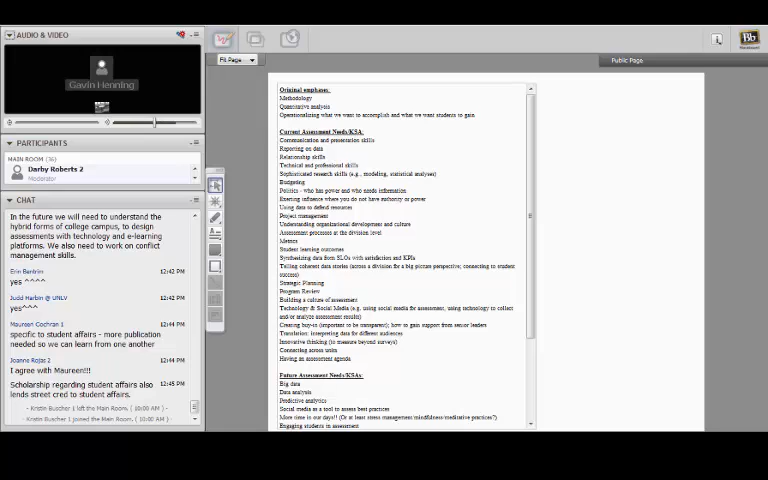 AUDIO & VIDEO
Gavin Henning
PARTICIPANTS
MAIN ROOM (36)
Darby Roberts 2
Moderator
CHAT
In the future we will need to understand the
hybrid forms of college campus, to design
assessments with technology and e-learning
platforms. We also need to work on conflict
management skills.
Erin Bentrim 12:42 PM
yes ^^^^
Judd Harbin @ UNLV 12:42 PM
yes^^^
Maureen Cochran 1 12:44 PM
specific to student affairs - more publication
needed so we can learn from one another
Joanne Rojas 2 12:44 PM
I agree with Maureen!!!
Scholarship regarding student affairs also 12:45 PM
lends street cred to student affairs.
- Kristin Buscher 1 left the Main Room. ( 10:00 AM ) -
- Kristin Buscher 1 joined the Main Room. ( 10:00 AM ) -
Fit Page
Public Page
Bb
Original emphases:
Methodology
Quantitative analysis
Operationalizing what we want to accomplish and what we want students to gain
Current Assessment Needs/KSA:
Communication and presentation skills
Reporting on data
Relationship skills
Technical and professional skills
Sophisticated research skills (e.g., modeling, statistical analyses)
Budgeting
Politics - who has power and who needs information
Exerting influence where you do not have authority or power
Using data to defend resources
Project management
Understanding organizational development and culture
Assessment processes at the division level
Metrics
Student learning outcomes
Synthesizing data from SLOs with satisfaction and KPIs
Telling coherent data stories (across a division for a big picture perspective; connecting to student
success)
Strategic Planning
Program Review
Building a culture of assessment
Technology & Social Media (e.g. using social media for assessment, using technology to collect
and/or analyze assessment results)
Creating buy-in (important to be transparent); how to gain support from senior leaders
Translation: interpreting data for different audiences
Innovative thinking (to measure beyond surveys)
Connecting across units
Having an assessment agenda
Future Assessment Needs/KSAs:
Big data
Data analysis
Predictive analytics
Social media as a tool to assess best practices
More time in our days!! (Or at least stress management/mindfulness/meditative practices?)
Engaging students in assessment